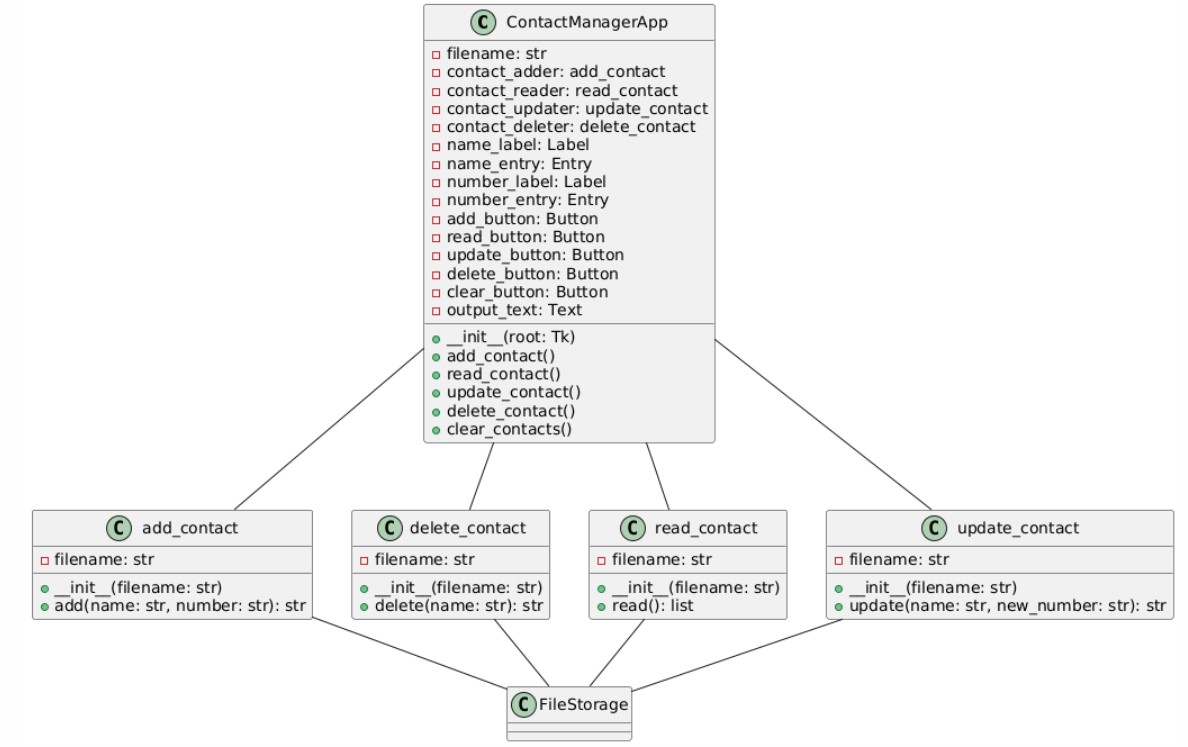 C ContactManagerApp
filename: str
contact_adder: add_contact
contact_reader: read_contact
contact_updater: update_contact
contact_deleter: delete_contact
name_label: Label
name_entry: Entry
number_label: Label
number_entry: Entry
add_button: Button
read_button: Button
update_button: Button
delete_button: Button
clear_button: Button
output_text: Text
__init__(root: Tk)
add_contact()
read_contact()
update_contact()
delete_contact()
clear_contacts()
C add_contact
filename: str
__init__(filename: str)
add(name: str, number: str): str
C delete_contact
filename: str
__init__(filename: str)
delete(name: str): str
C read_contact
filename: str
__init__(filename: str)
read(): list
C update_contact
filename: str
__init__(filename: str)
update(name: str, new_number: str): str
C FileStorage